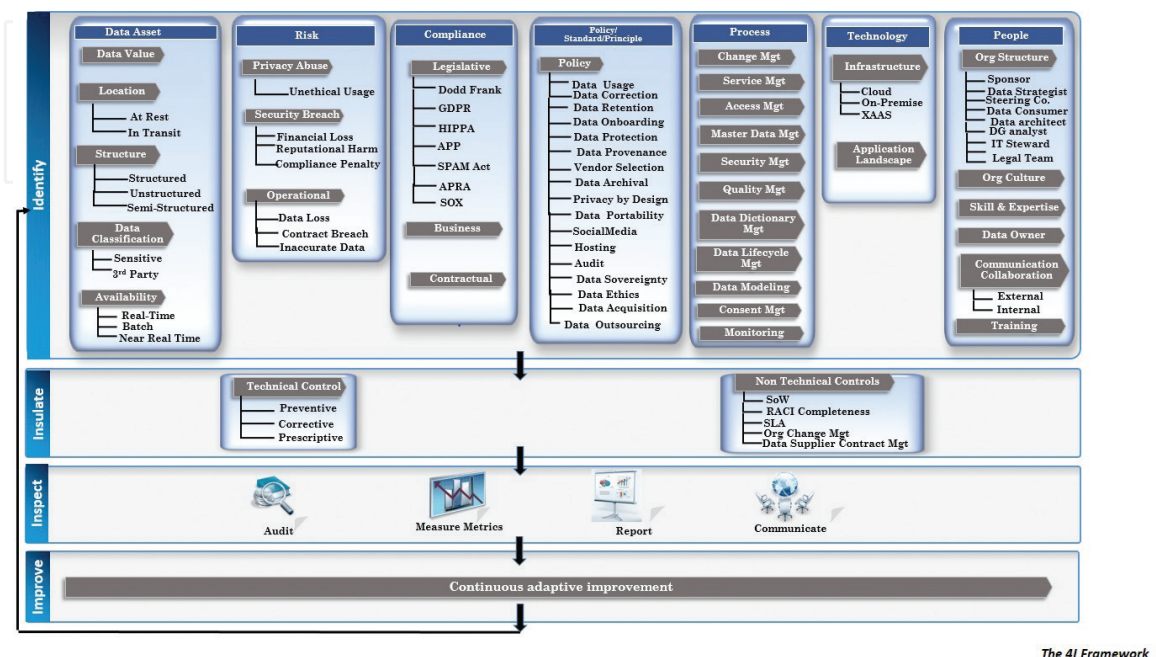 Identify
Data Asset
Data Value
Location
At Rest
In Transit
Structure
Structured
Unstructured
Semi-Structured
Data
Classification
Sensitive
3rd Party
Availability
Real-Time
Batch
Near Real Time
Risk
Privacy Abuse
Unethical Usage
Security Breach
Financial Loss
Reputational Harm
Compliance Penalty
Operational
Data Loss
Contract Breach
Inaccurate Data
Compliance
Legislative
Dodd Frank
GDPR
HIPPA
APP
SPAM Act
APRA
SOX
Business
Contractual
Policy/
Standard/Principle
Policy
Data Usage
Data Correction
Data Retention
Data Onboarding
Data Protection
Data Provenance
Vendor Selection
Data Archival
Privacy by Design
Data Portability
SocialMedia
Hosting
Audit
Data Sovereignty
Data Ethics
Data Acquisition
Data Outsourcing
Process
Change Mgt
Service Mgt
Access Mgt
Master Data Mgt
Security Mgt
Quality Mgt
Data Dictionary
Mgt
Data Lifecycle
Mgt
Data Modeling
Consent Mgt
Monitoring
Technology
Infrastructure
Cloud
On-Premise
XAAS
Application
Landscape
People
Org Structure
Sponsor
Data Strategist
Steering Co.
Data Consumer
Data architect
DG analyst
IT Steward
Legal Team
Org Culture
Skill & Expertise
Data Owner
Communication
Collaboration
External
Internal
Training
Insulate
Technical Control
Preventive
Corrective
Prescriptive
Non Technical Controls
SoW
RACI Completeness
SLA
Org Change Mgt
Data Supplier Contract Mgt
Inspect
Audit
Measure Metrics
Report
Communicate
Improve
Continuous adaptive improvement
The 4I Framework